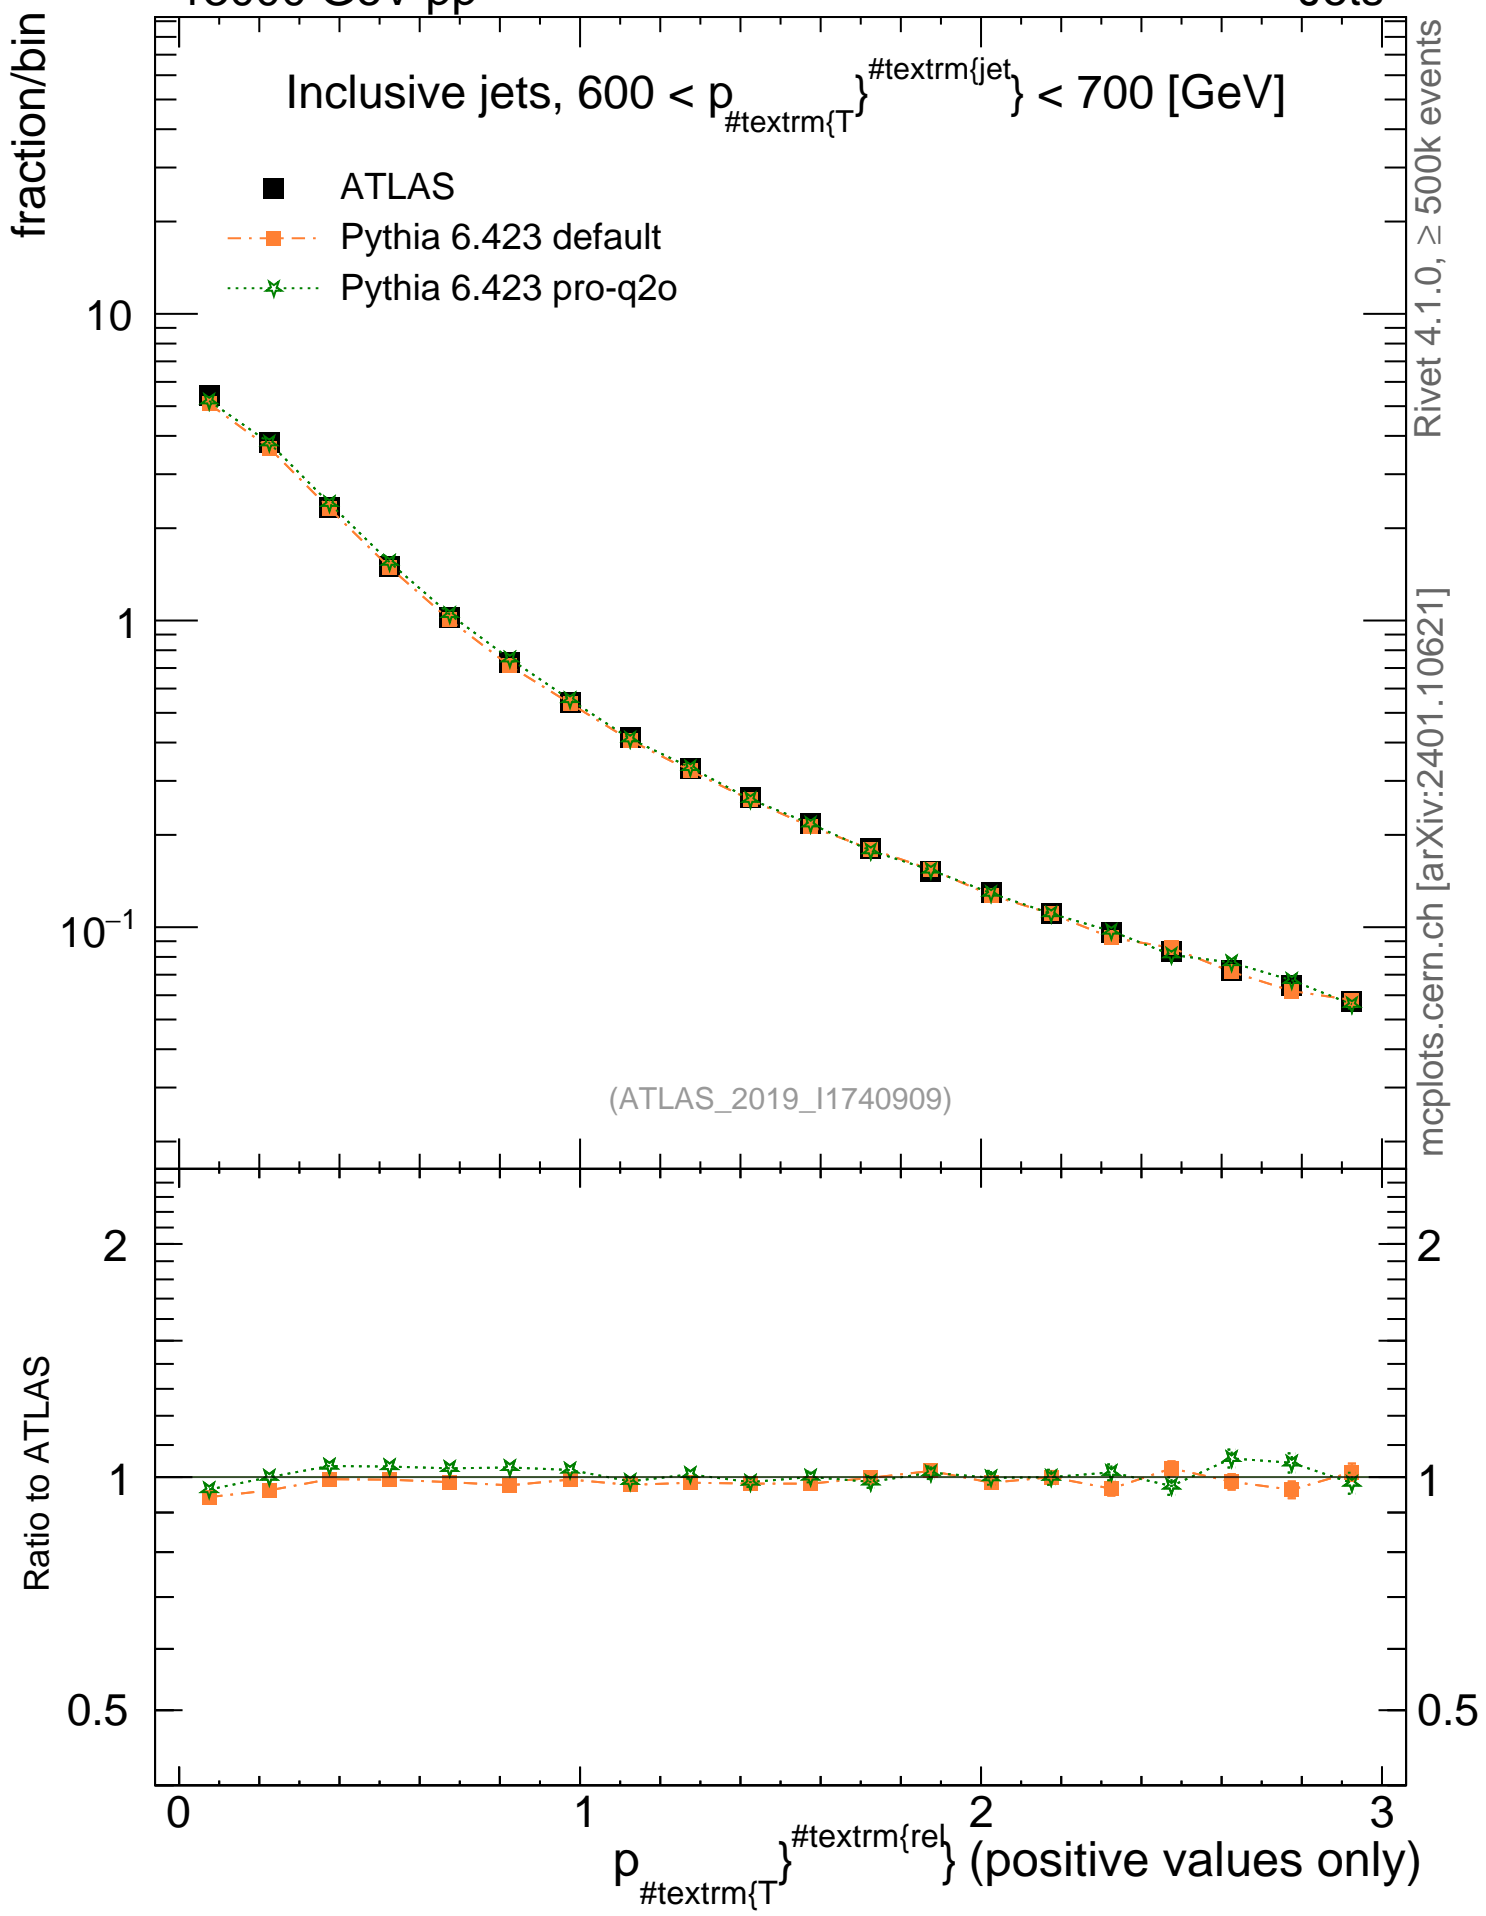 fraction/bin
Inclusive jets, 600 < p_#textrm{T}^#textrm{jet} < 700 [GeV]
ATLAS
Pythia 6.423 default
Pythia 6.423 pro-q2o
10
1
10⁻¹
(ATLAS_2019_I1740909)
Rivet 4.1.0, ≥ 500k events
mcplots.cern.ch [arXiv:2401.10621]
Ratio to ATLAS
2
1
0.5
2
1
0.5
0 1 2 3
p_#textrm{T}^#textrm{rel} (positive values only)